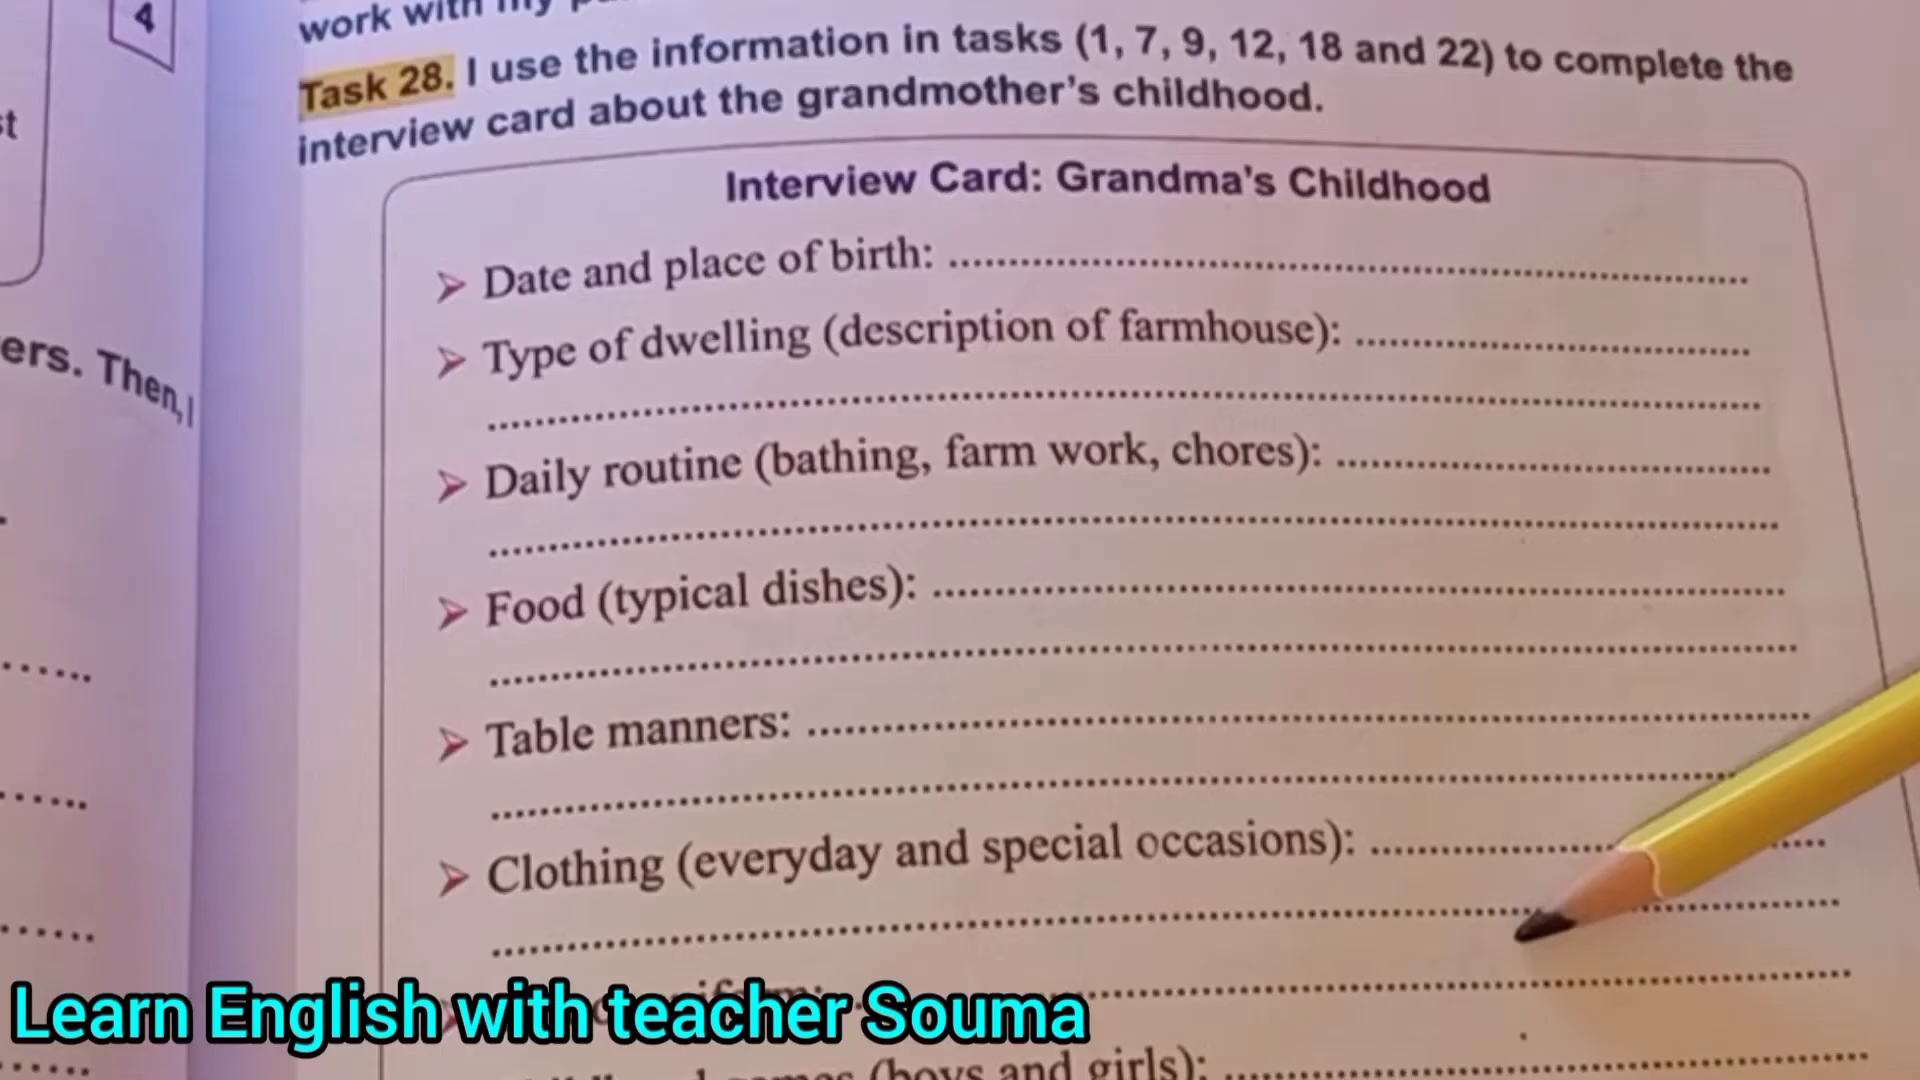 4
work with my
Task 28. I use the information in tasks (1, 7, 9, 12, 18 and 22) to complete the
interview card about the grandmother's childhood.
Interview Card: Grandma's Childhood
➢ Date and place of birth: ..........
➢ Type of dwelling (description of farmhouse): ..........
..........
➢ Daily routine (bathing, farm work, chores): ..........
..........
➢ Food (typical dishes): ..........
..........
➢ Table manners: ..........
..........
➢ Clothing (everyday and special occasions): ..........
..........
(boys and girls): ..........
st
ers. Then, I
Learn English with teacher Souma